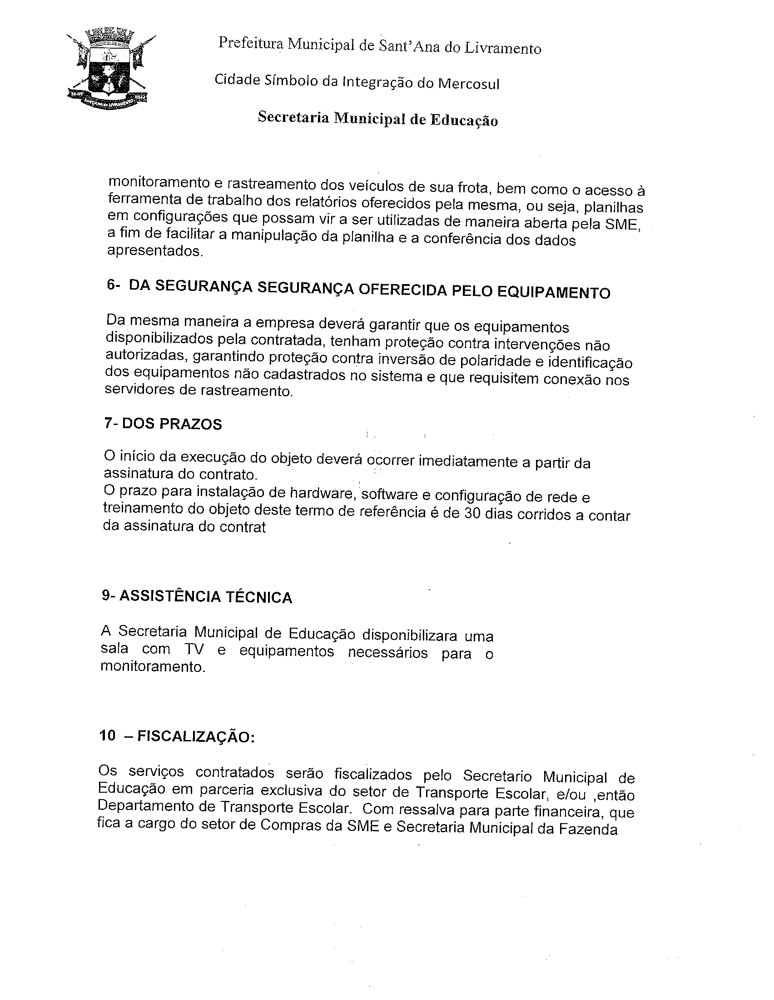 Prefeitura Municipal de Sant'Ana do Livramento
Cidade Símbolo da Integração do Mercosul
Secretaria Municipal de Educação
monitoramento e rastreamento dos veículos de sua frota, bem como o acesso à
ferramenta de trabalho dos relatórios oferecidos pela mesma, ou seja, planilhas
em configurações que possam vir a ser utilizadas de maneira aberta pela SME,
a fim de facilitar a manipulação da planilha e a conferência dos dados
apresentados.
6- DA SEGURANÇA SEGURANÇA OFERECIDA PELO EQUIPAMENTO
Da mesma maneira a empresa deverá garantir que os equipamentos
disponibilizados pela contratada, tenham proteção contra intervenções não
autorizadas, garantindo proteção contra inversão de polaridade e identificação
dos equipamentos não cadastrados no sistema e que requisitem conexão nos
servidores de rastreamento.
7- DOS PRAZOS
O início da execução do objeto deverá ocorrer imediatamente a partir da
assinatura do contrato.
O prazo para instalação de hardware, software e configuração de rede e
treinamento do objeto deste termo de referência é de 30 dias corridos a contar
da assinatura do contrat
9- ASSISTÊNCIA TÉCNICA
A Secretaria Municipal de Educação disponibilizara uma
sala com TV e equipamentos necessários para o
monitoramento.
10 – FISCALIZAÇÃO:
Os serviços contratados serão fiscalizados pelo Secretario Municipal de
Educação em parceria exclusiva do setor de Transporte Escolar, e/ou ,então
Departamento de Transporte Escolar. Com ressalva para parte financeira, que
fica a cargo do setor de Compras da SME e Secretaria Municipal da Fazenda